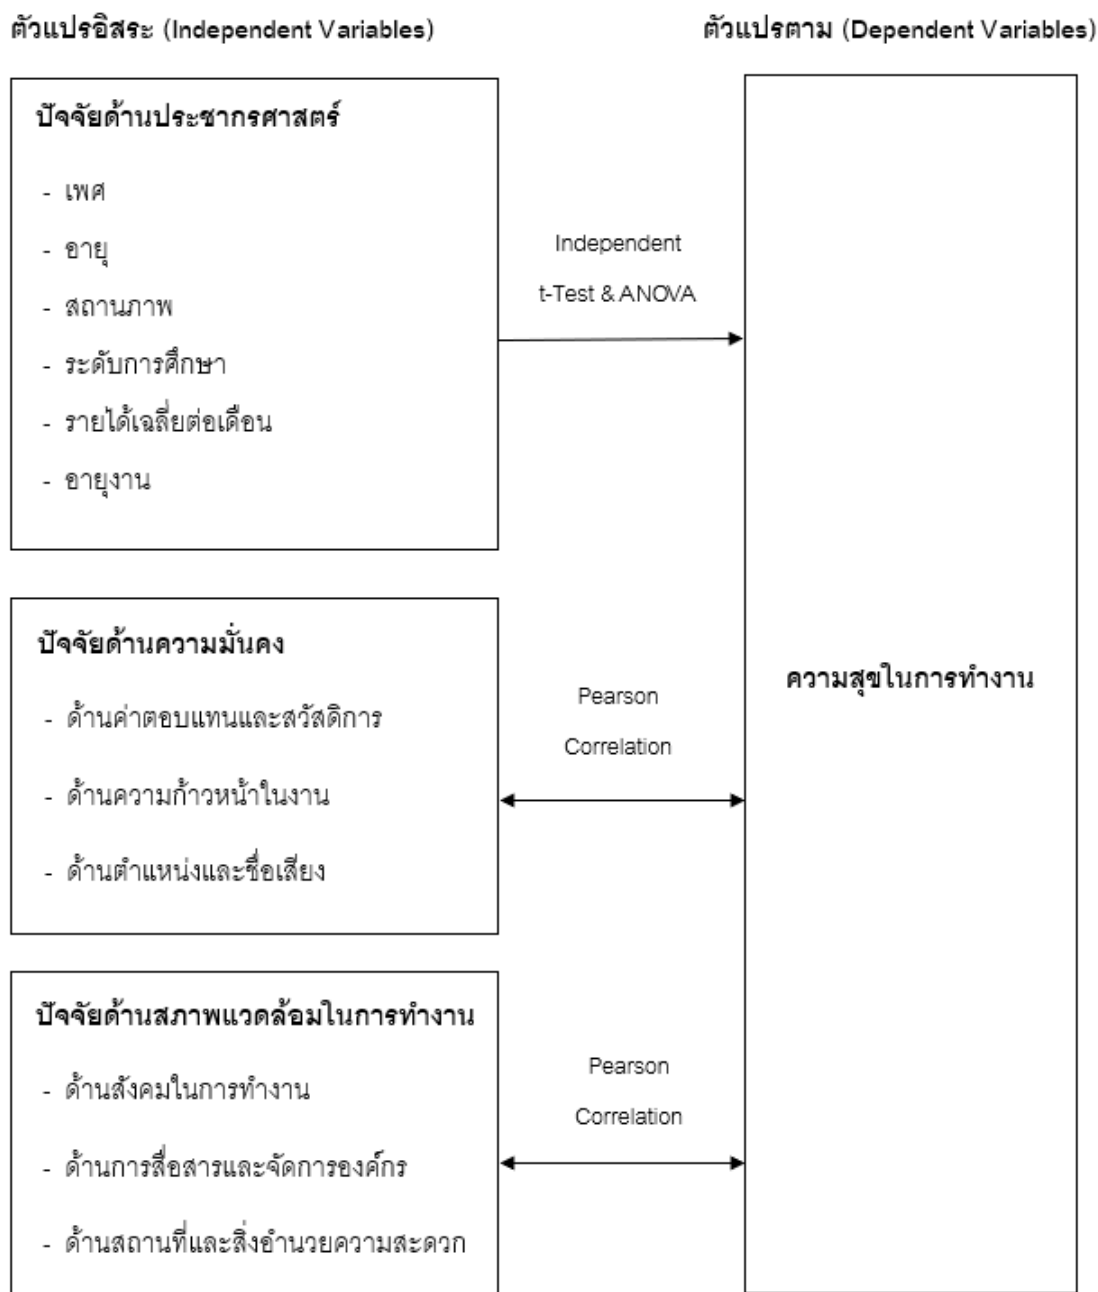 ตัวแปรอิสระ (Independent Variables)
ตัวแปรตาม (Dependent Variables)
ปัจจัยด้านประชากรศาสตร์
- เพศ
- อายุ
- สถานภาพ
- ระดับการศึกษา
- รายได้เฉลี่ยต่อเดือน
- อายุงาน
Independent
t-Test & ANOVA
ปัจจัยด้านความมั่นคง
- ด้านค่าตอบแทนและสวัสดิการ
- ด้านความก้าวหน้าในงาน
- ด้านตำแหน่งและชื่อเสียง
Pearson
Correlation
ความสุขในการทำงาน
ปัจจัยด้านสภาพแวดล้อมในการทำงาน
- ด้านสังคมในการทำงาน
- ด้านการสื่อสารและจัดการองค์กร
- ด้านสถานที่และสิ่งอำนวยความสะดวก
Pearson
Correlation